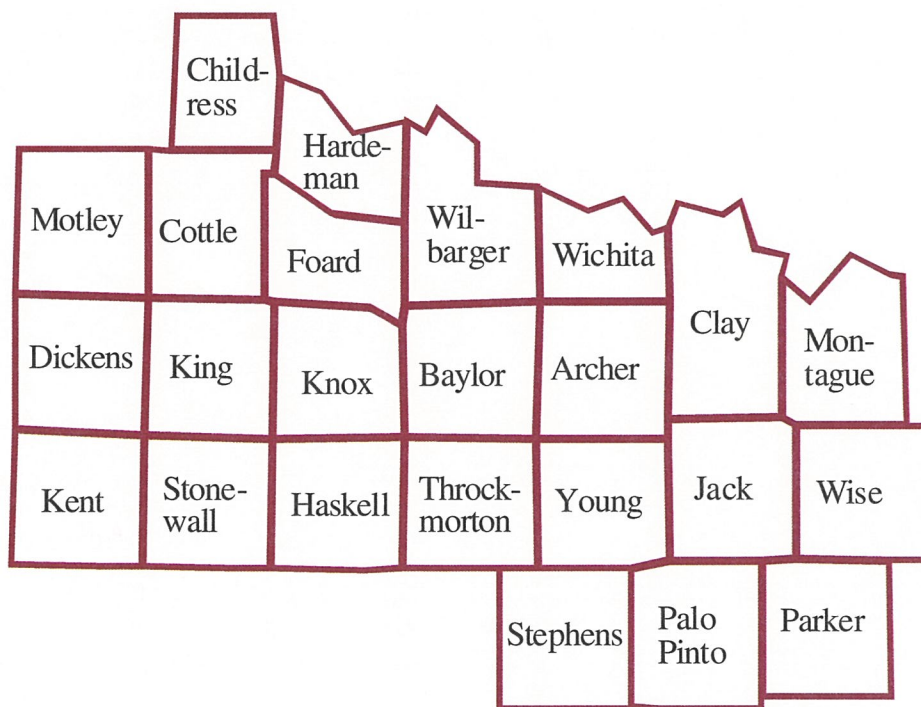 Child-
ress
Harde-
man
Motley
Cottle
Foard
Wil-
barger
Wichita
Clay
Mon-
tague
Dickens
King
Knox
Baylor
Archer
Kent
Stone-
wall
Haskell
Throck-
morton
Young
Jack
Wise
Stephens
Palo
Pinto
Parker